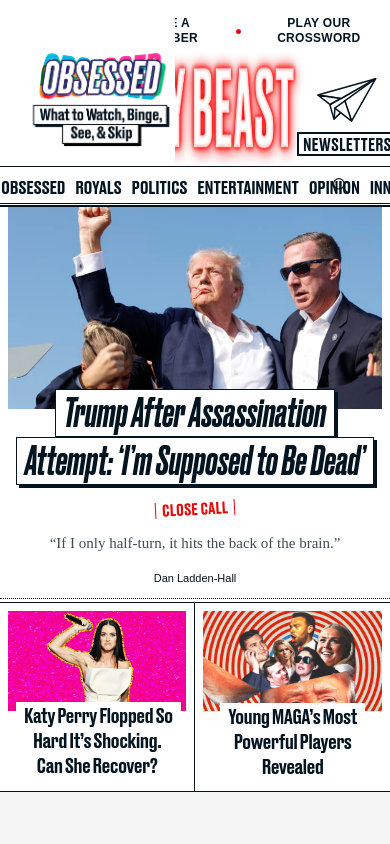 PLAY OUR
CROSSWORD
OBSESSED
What to Watch, Binge,
See, & Skip
BEAST
NEWSLETTERS
OBSESSED ROYALS POLITICS ENTERTAINMENT OPINION INN
Trump After Assassination
Attempt: ‘I’m Supposed to Be Dead’
CLOSE CALL
“If I only half-turn, it hits the back of the brain.”
Dan Ladden-Hall
Katy Perry Flopped So
Hard It’s Shocking.
Can She Recover?
Young MAGA’s Most
Powerful Players
Revealed